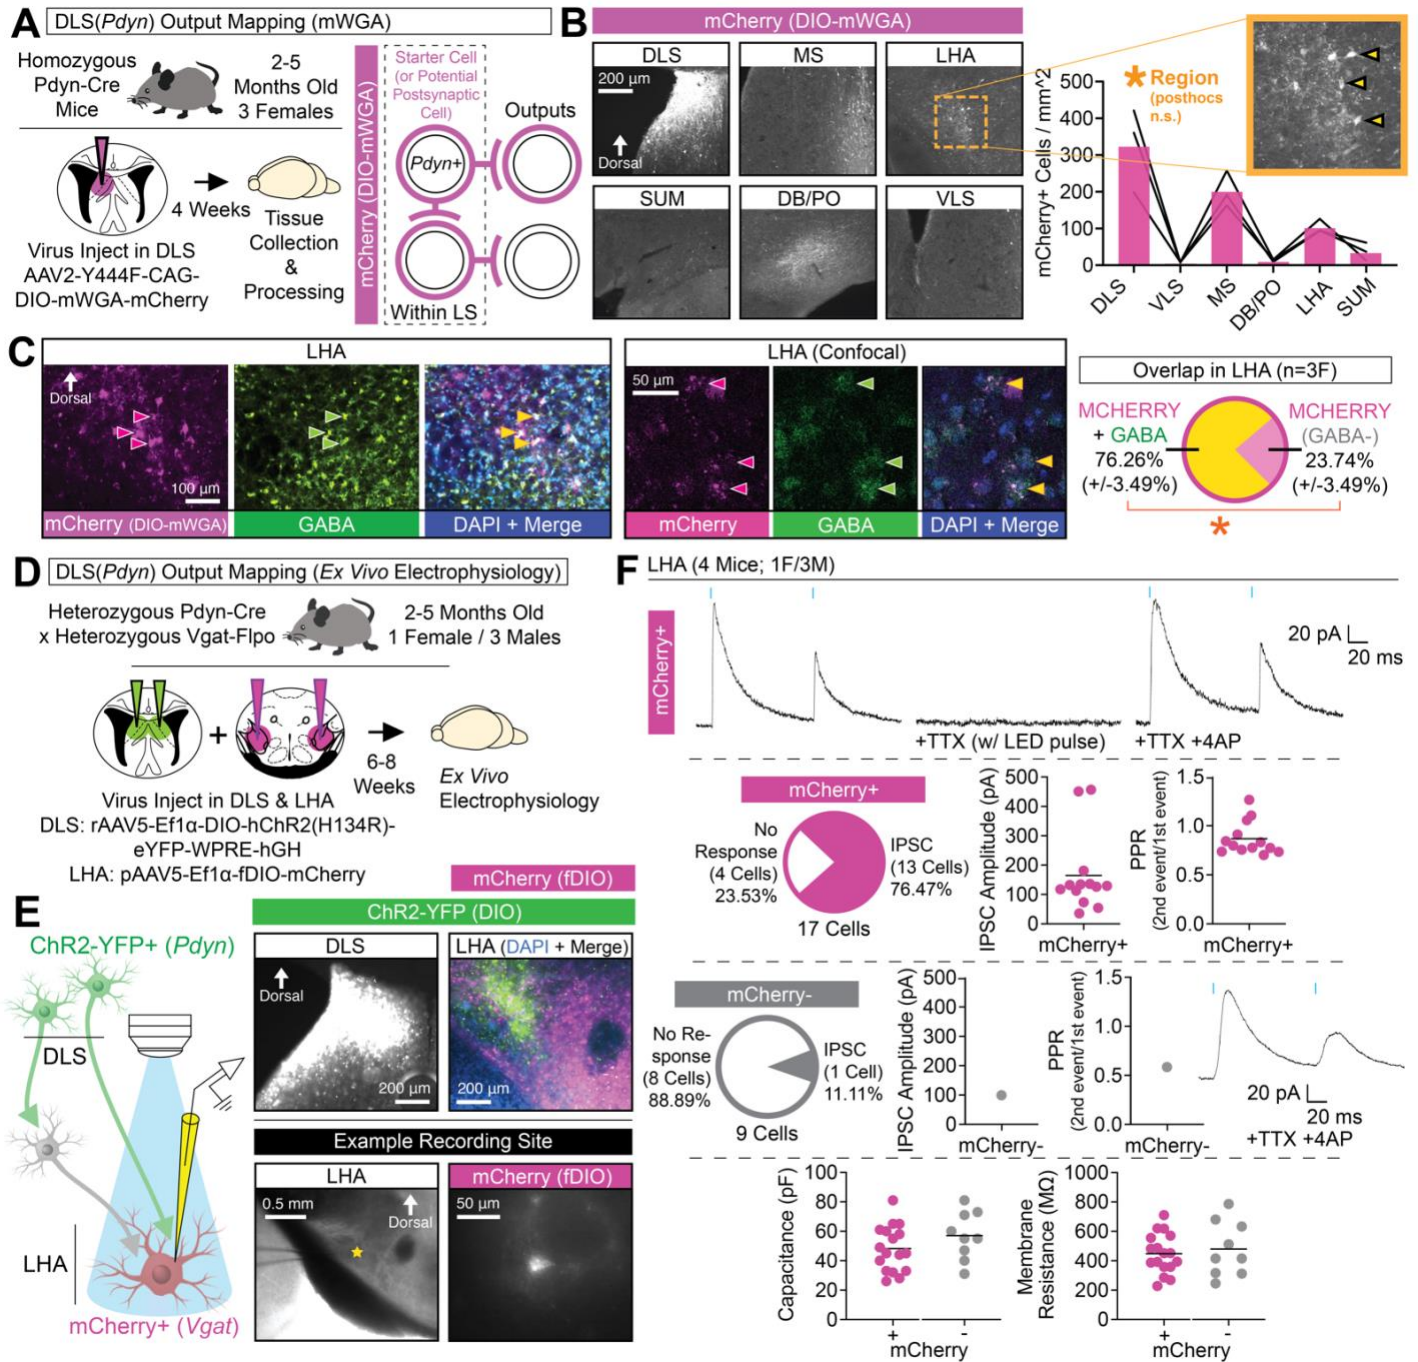 A
DLS(Pdyn) Output Mapping (mWGA)
Homozygous
Pdyn-Cre
Mice
2-5
Months Old
3 Females
4 Weeks
Virus Inject in DLS
AAV2-Y444F-CAG-
DIO-mWGA-mCherry
Tissue
Collection
&
Processing
mCherry (DIO-mWGA)
Starter Cell
(or Potential
Postsynaptic
Cell)
Pdyn+
Outputs
Within LS
B
mCherry (DIO-mWGA)
DLS
MS
LHA
200 µm
Dorsal
SUM
DB/PO
VLS
mCherry+ Cells / mm^2
500
400
300
200
100
0
DLS
VLS
MS
DB/PO
LHA
SUM
* Region
(posthocs
n.s.)
C
LHA
Dorsal
100 µm
mCherry (DIO-mWGA)
GABA
DAPI + Merge
LHA (Confocal)
50 µm
mCherry
GABA
DAPI + Merge
Overlap in LHA (n=3F)
MCHERRY
+ GABA
76.26%
(+/-3.49%)
MCHERRY
(GABA-)
23.74%
(+/-3.49%)
*
D
DLS(Pdyn) Output Mapping (Ex Vivo Electrophysiology)
Heterozygous Pdyn-Cre
x Heterozygous Vgat-Flpo
2-5 Months Old
1 Female / 3 Males
+
6-8
Weeks
Ex Vivo
Electrophysiology
Virus Inject in DLS & LHA
DLS: rAAV5-Ef1α-DIO-hChR2(H134R)-
eYFP-WPRE-hGH
LHA: pAAV5-Ef1α-fDIO-mCherry
E
ChR2-YFP+ (Pdyn)
DLS
LHA
mCherry+ (Vgat)
mCherry (fDIO)
ChR2-YFP (DIO)
DLS
LHA (DAPI + Merge)
Dorsal
200 µm
200 µm
Example Recording Site
LHA
mCherry (fDIO)
0.5 mm
Dorsal
50 µm
F
LHA (4 Mice; 1F/3M)
mCherry+
20 pA
20 ms
+TTX (w/ LED pulse)
+TTX +4AP
mCherry+
No
Response
(4 Cells)
23.53%
IPSC
(13 Cells)
76.47%
17 Cells
IPSC Amplitude (pA)
500
400
300
200
100
0
mCherry+
PPR
(2nd event/1st event)
1.5
1.0
0.5
0.0
mCherry+
mCherry-
No Re-
sponse
(8 Cells)
88.89%
IPSC
(1 Cell)
11.11%
9 Cells
IPSC Amplitude (pA)
500
400
300
200
100
0
mCherry-
PPR
(2nd event/1st event)
1.5
1.0
0.5
0.0
mCherry-
20 pA
20 ms
+TTX +4AP
Capacitance (pF)
100
80
60
40
20
0
+
-
mCherry
Membrane
Resistance (MΩ)
1000
800
600
400
200
0
+
-
mCherry